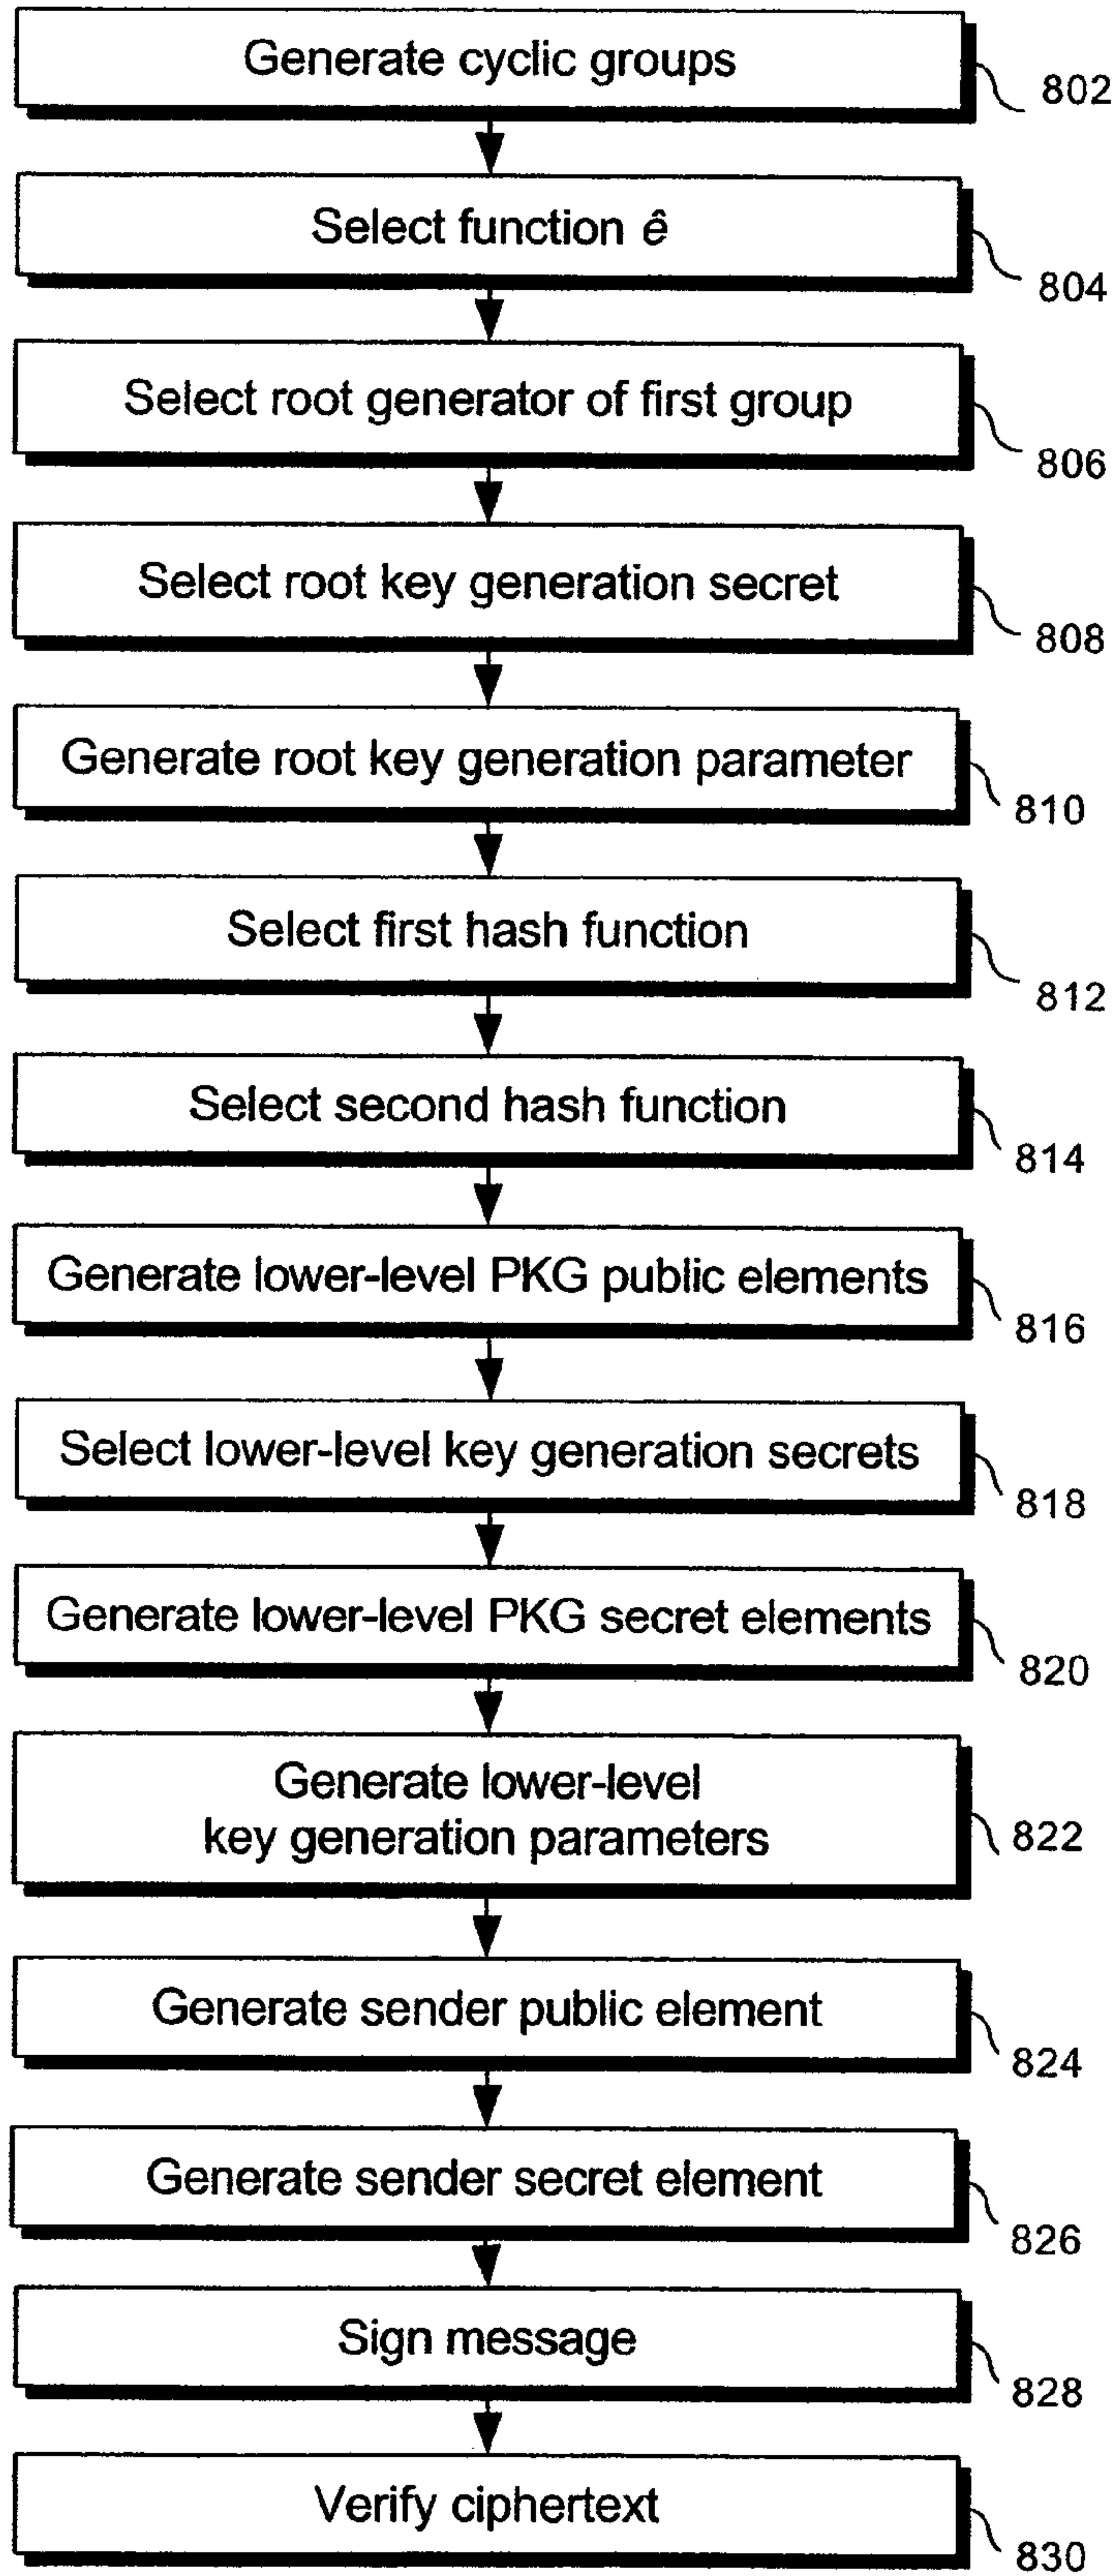 Generate cyclic groups
802
Select function ê
804
Select root generator of first group
806
Select root key generation secret
808
Generate root key generation parameter
810
Select first hash function
812
Select second hash function
814
Generate lower-level PKG public elements
816
Select lower-level key generation secrets
818
Generate lower-level PKG secret elements
820
Generate lower-level
key generation parameters
822
Generate sender public element
824
Generate sender secret element
826
Sign message
828
Verify ciphertext
830